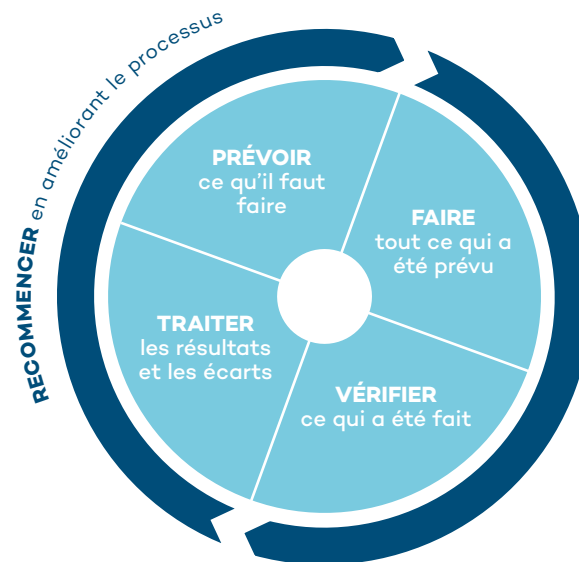 RECOMMENCER en améliorant le processus
PRÉVOIR
ce qu'il faut
faire
FAIRE
tout ce qui a
été prévu
VÉRIFIER
ce qui a été fait
TRAITER
les résultats
et les écarts